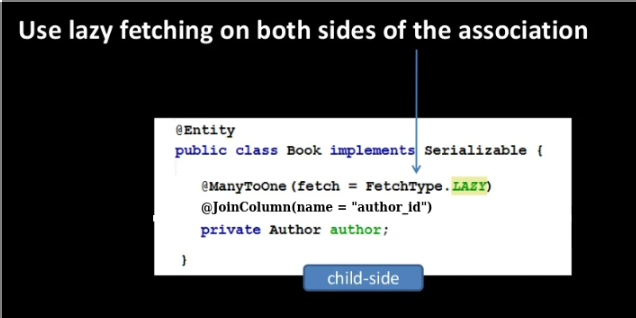 Use lazy fetching on both sides of the association
@Entity
public class Book implements Serializable {
@ManyToOne(fetch = FetchType.LAZY)
@JoinColumn(name = "author_id")
private Author author;
}
child-side